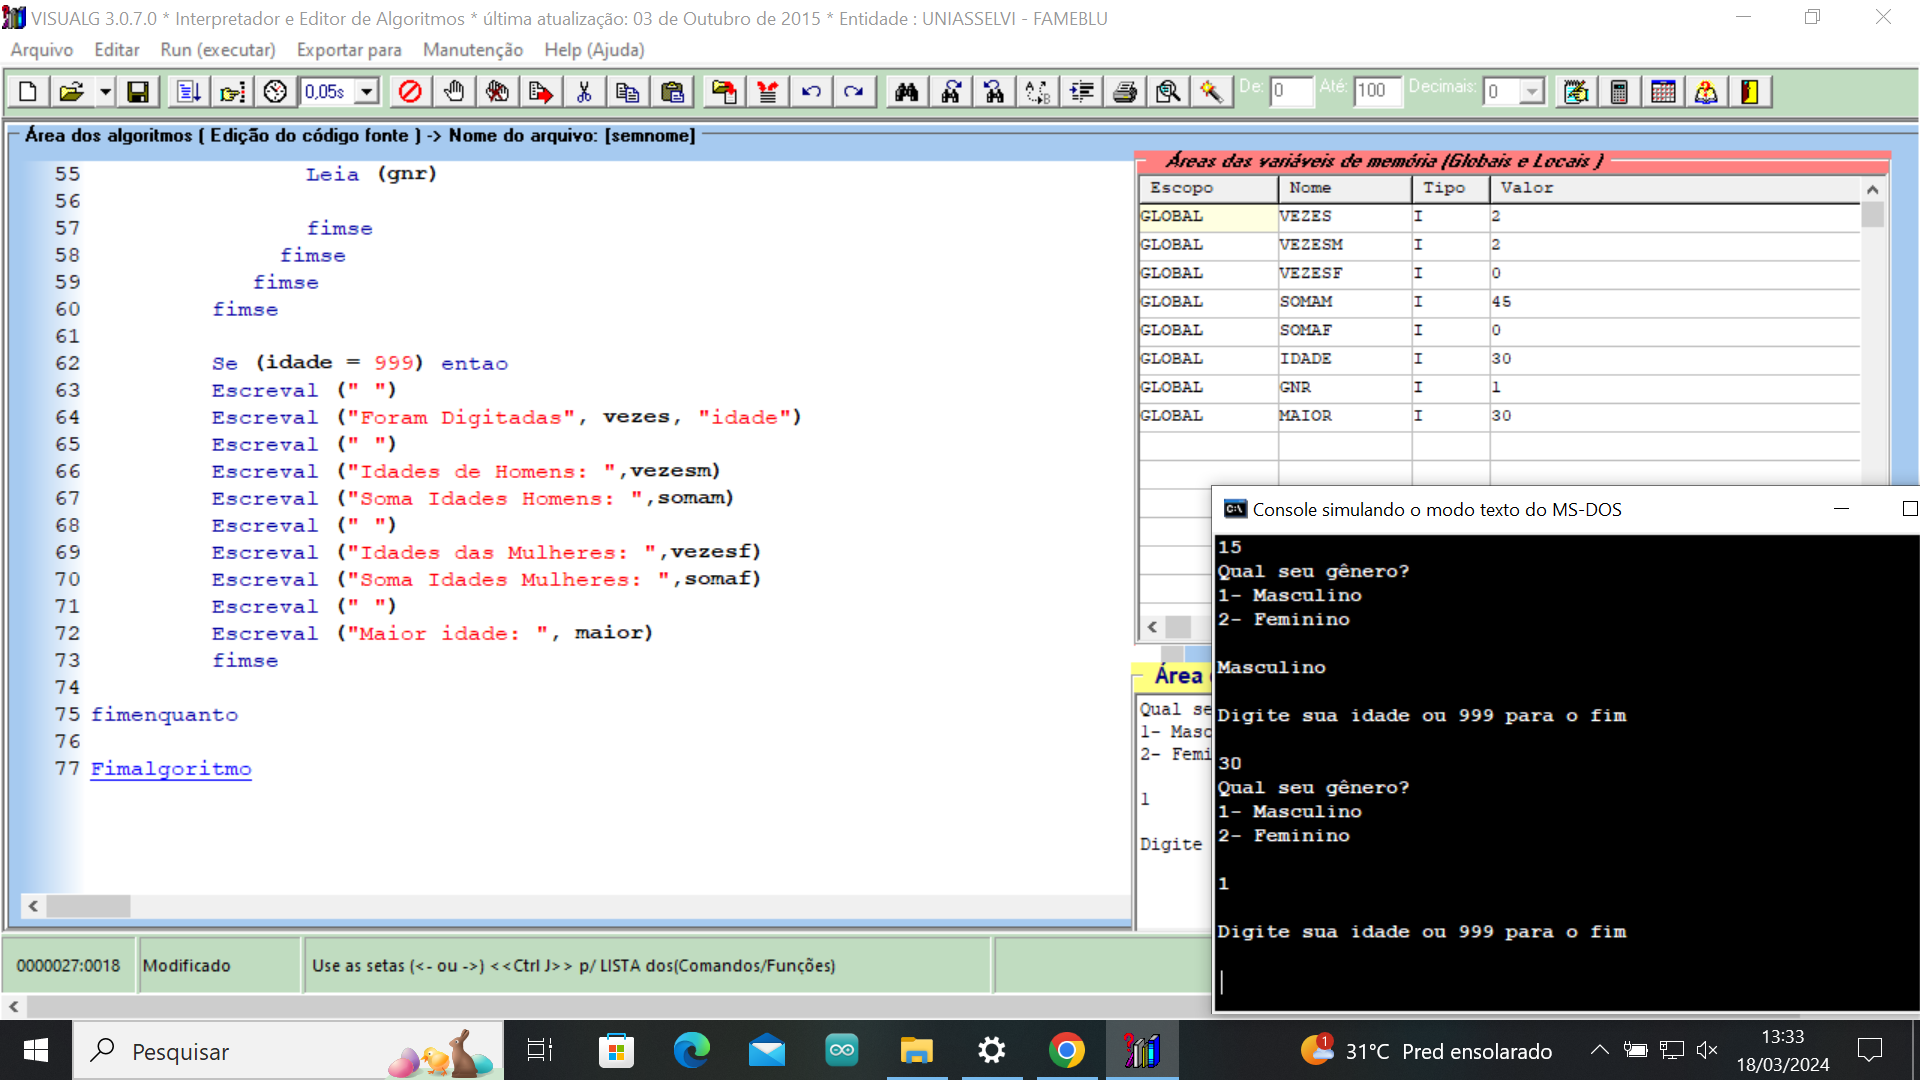 VISUALG 3.0.7.0 * Interpretador e Editor de Algoritmos * última atualização: 03 de Outubro de 2015 * Entidade : UNIASSELVI - FAMEBLU
Arquivo Editar Run (executar) Exportar para Manutenção Help (Ajuda)
0,05s De: 0 Até: 100 Decimais: 0
Área dos algoritmos ( Edição do código fonte ) -> Nome do arquivo: [semnome]
55 Leia (gnr)
56
57 fimse
58 fimse
59 fimse
60 fimse
61
62 Se (idade = 999) entao
63 Escreval (" ")
64 Escreval ("Foram Digitadas", vezes, "idade")
65 Escreval (" ")
66 Escreval ("Idades de Homens: ",vezesm)
67 Escreval ("Soma Idades Homens: ",somam)
68 Escreval (" ")
69 Escreval ("Idades das Mulheres: ",vezesf)
70 Escreval ("Soma Idades Mulheres: ",somaf)
71 Escreval (" ")
72 Escreval ("Maior idade: ", maior)
73 fimse
74
75 fimenquanto
76
77 Fimalgoritmo
Áreas das variáveis de memória (Globais e Locais )
Escopo Nome Tipo Valor
GLOBAL VEZES I 2
GLOBAL VEZESM I 2
GLOBAL VEZESF I 0
GLOBAL SOMAM I 45
GLOBAL SOMAF I 0
GLOBAL IDADE I 30
GLOBAL GNR I 1
GLOBAL MAIOR I 30
Área
Qual se
1- Masc
2- Femi
1
Digite
Console simulando o modo texto do MS-DOS
15
Qual seu gênero?
1- Masculino
2- Feminino
Masculino
Digite sua idade ou 999 para o fim
30
Qual seu gênero?
1- Masculino
2- Feminino
1
Digite sua idade ou 999 para o fim
0000027:0018 Modificado Use as setas (<- ou ->) <<Ctrl J>> p/ LISTA dos(Comandos/Funções)
Pesquisar 1 31°C Pred ensolarado 13:33
18/03/2024